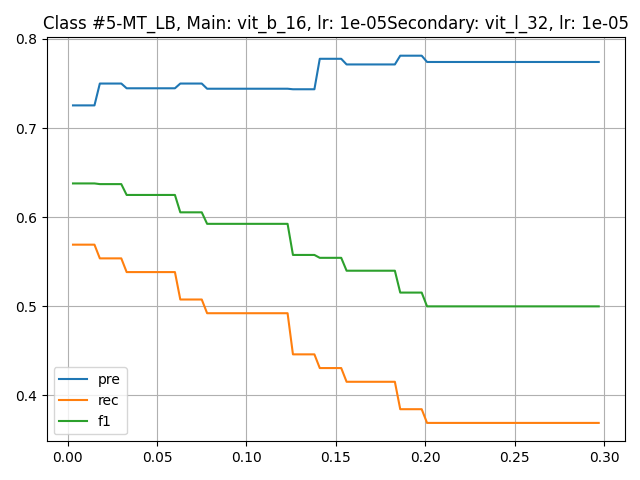 Class #5-MT_LB, Main: vit_b_16, lr: 1e-05Secondary: vit_l_32, lr: 1e-05
0.8
0.7
0.6
0.5
0.4
pre
rec
f1
0.00 0.05 0.10 0.15 0.20 0.25 0.30